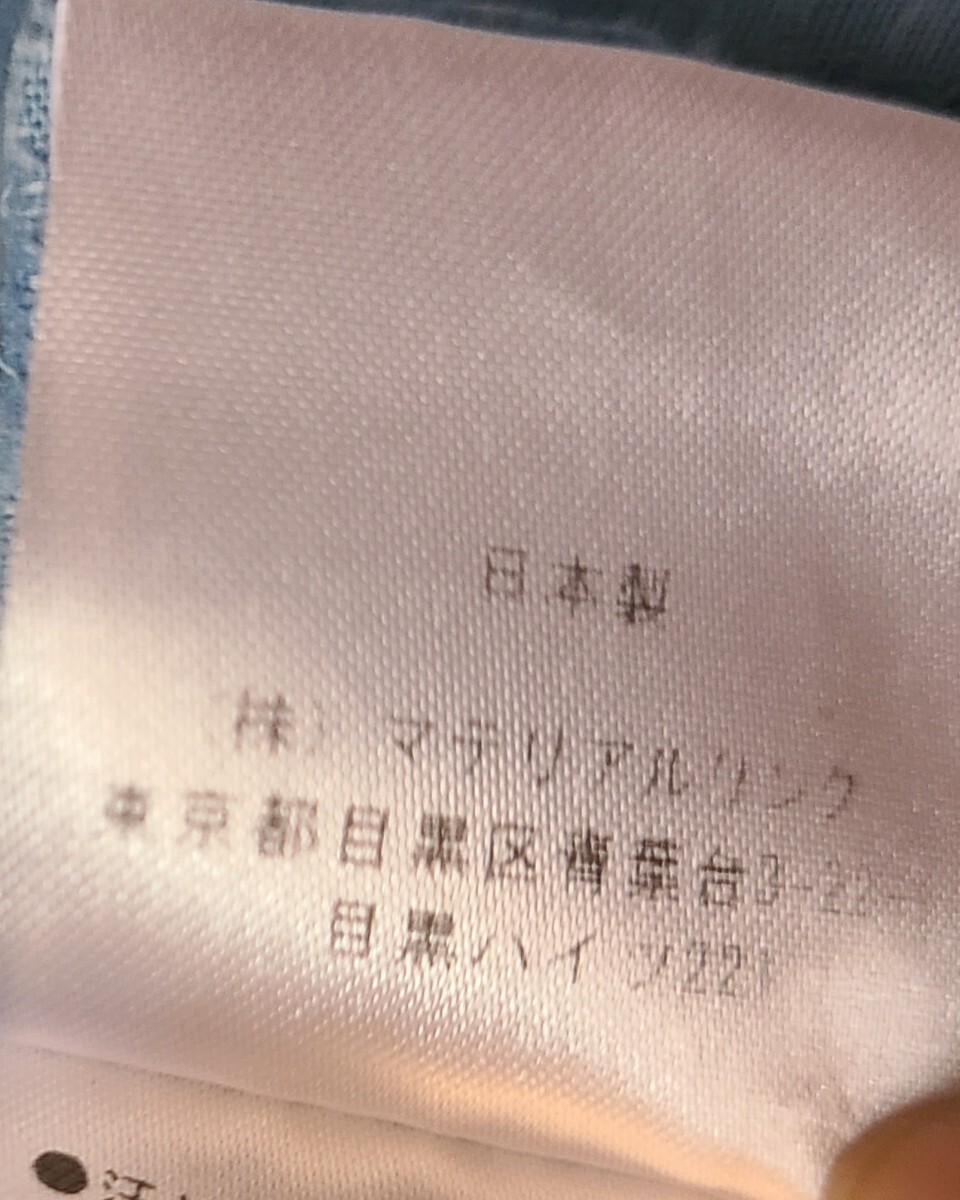 日本製
(株) マテリアルリンク
東京都目黒区青葉台3-22-
目黒ハイツ221